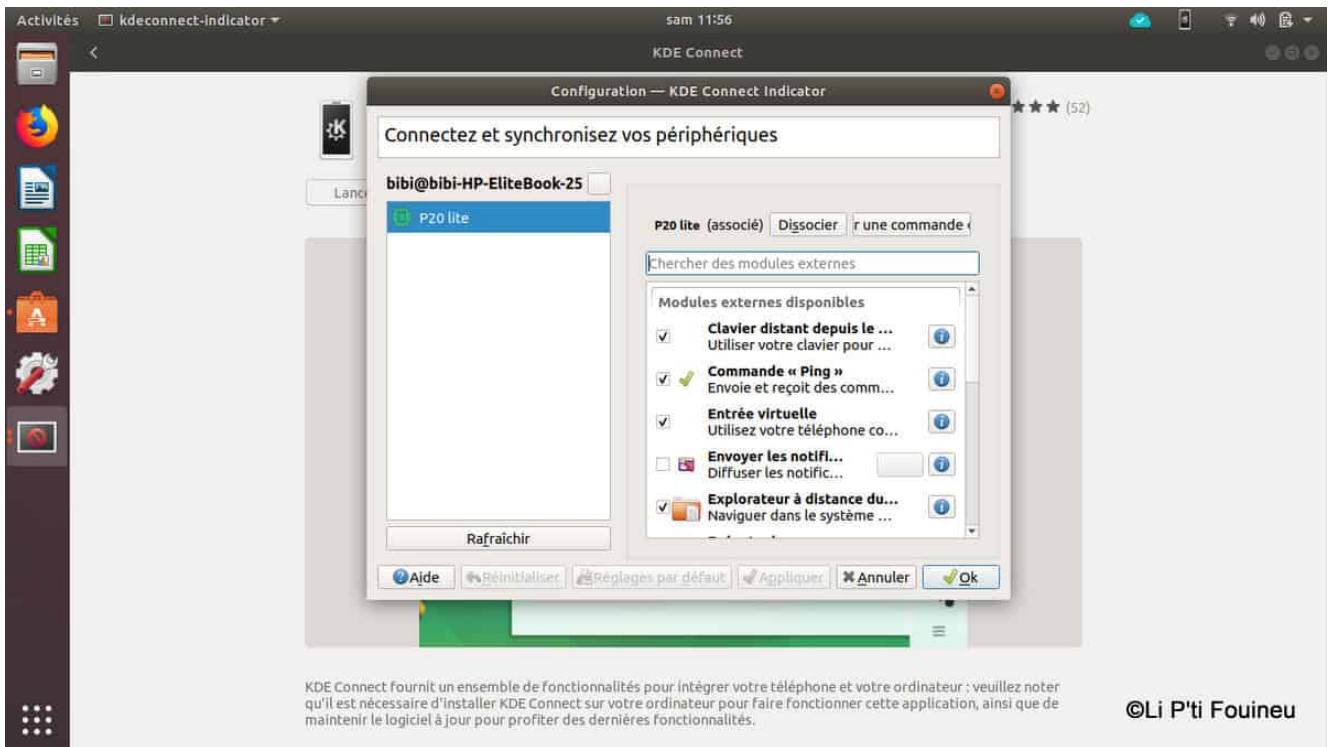 Activités kdeconnect-indicator sam 11:56
KDE Connect
Configuration — KDE Connect Indicator
(52)
Connectez et synchronisez vos périphériques
bibi@bibi-HP-EliteBook-25
Lance
P20 lite
P20 lite (associé) Dissocier r une commande
Chercher des modules externes
Modules externes disponibles
Clavier distant depuis le ...
Utiliser votre clavier pour ...
Commande « Ping »
Envoie et reçoit des comm...
Entrée virtuelle
Utilisez votre téléphone co...
Envoyer les notifi...
Diffuser les notific...
Explorateur à distance du...
Naviguer dans le système ...
Rafraîchir
Aide Réinitialiser Réglages par défaut Appliquer Annuler Ok
KDE Connect fournit un ensemble de fonctionnalités pour intégrer votre téléphone et votre ordinateur : veuillez noter
qu'il est nécessaire d'installer KDE Connect sur votre ordinateur pour faire fonctionner cette application, ainsi que de
maintenir le logiciel à jour pour profiter des dernières fonctionnalités.
©Li P'ti Fouineu